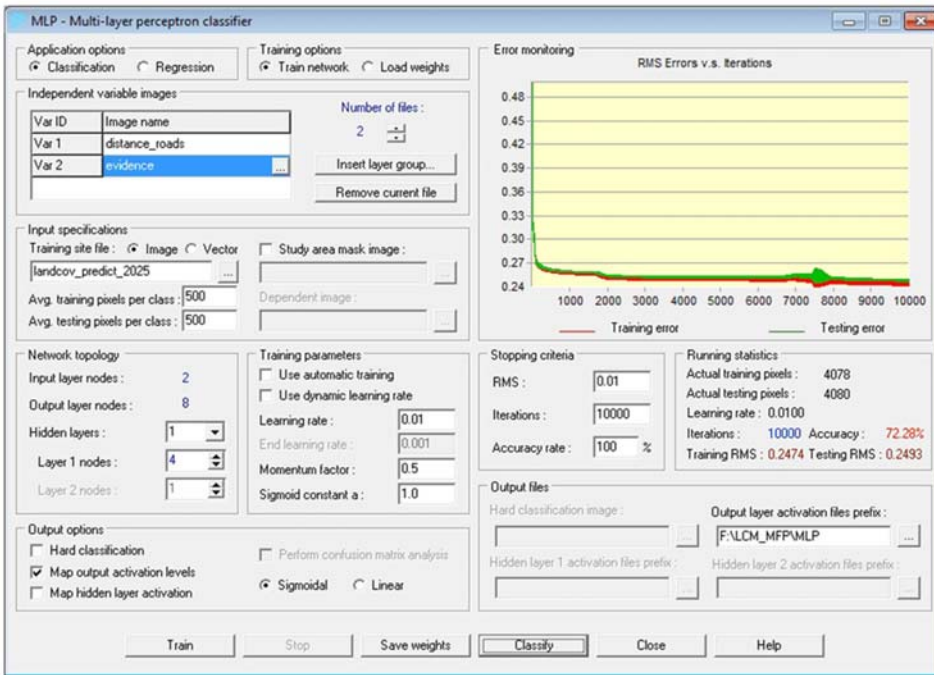 MLP - Multi-layer perceptron classifier
Application options
Classification Regression
Training options
Train network Load weights
Independent variable images
Var ID Image name
Var 1 distance_roads
Var 2 evidence ...
Number of files :
2
Insert layer group...
Remove current file
Input specifications
Training site file : Image Vector
landcov_predict_2025 ...
Avg. training pixels per class : 500
Avg. testing pixels per class : 500
Study area mask image :
...
Dependent image :
...
Error monitoring
RMS Errors v.s. Iterations
0.48
0.45
0.42
0.39
0.36
0.33
0.30
0.27
0.24
1000 2000 3000 4000 5000 6000 7000 8000 9000 10000
Training error Testing error
Network topology
Input layer nodes : 2
Output layer nodes : 8
Hidden layers : 1
Layer 1 nodes : 4
Layer 2 nodes : 1
Training parameters
Use automatic training
Use dynamic learning rate
Learning rate : 0.01
End learning rate : 0.001
Momentum factor : 0.5
Sigmoid constant a : 1.0
Stopping criteria
RMS : 0.01
Iterations : 10000
Accuracy rate : 100 %
Running statistics
Actual training pixels : 4078
Actual testing pixels : 4080
Learning rate : 0.0100
Iterations : 10000 Accuracy : 72.28%
Training RMS : 0.2474 Testing RMS : 0.2493
Output options
Hard classification
Map output activation levels
Map hidden layer activation
Perform confusion matrix analysis
Sigmoidal Linear
Output files
Hard classification image :
...
Output layer activation files prefix :
F:\LCM_MFP\MLP ...
Hidden layer 1 activation files prefix :
...
Hidden layer 2 activation files prefix :
...
Train Stop Save weights Classify Close Help